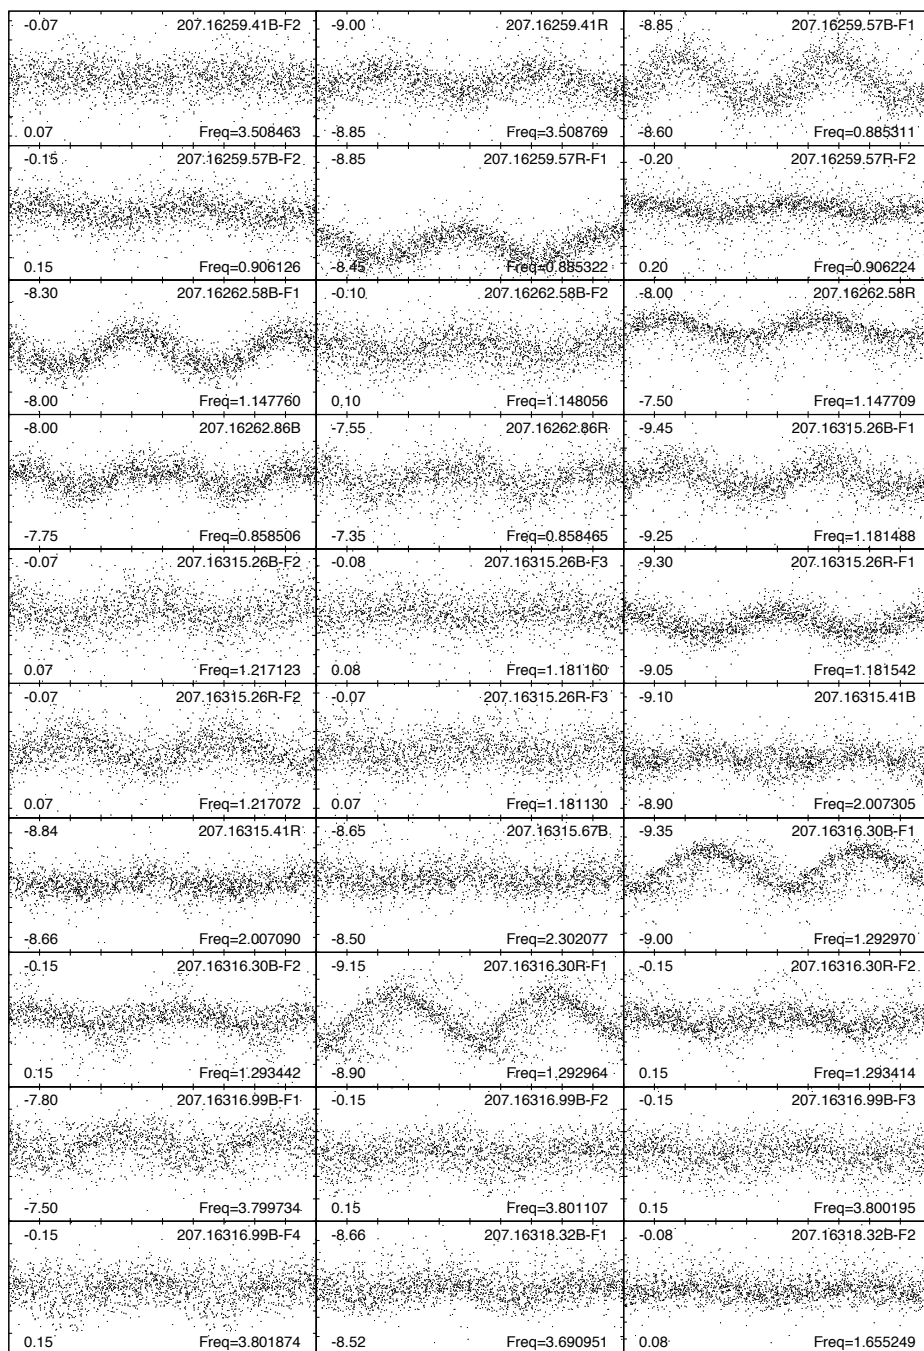 -0.07 207.16259.41B-F2
0.07 Freq=3.508463
-9.00 207.16259.41R
-8.85 Freq=3.508769
-8.85 207.16259.57B-F1
-8.60 Freq=0.885311
-0.15 207.16259.57B-F2
0.15 Freq=0.906126
-8.85 207.16259.57R-F1
-8.45 Freq=0.885322
-0.20 207.16259.57R-F2
0.20 Freq=0.906224
-8.30 207.16262.58B-F1
-8.00 Freq=1.147760
-0.10 207.16262.58B-F2
0.10 Freq=1.148056
-8.00 207.16262.58R
-7.50 Freq=1.147709
-8.00 207.16262.86B
-7.75 Freq=0.858506
-7.55 207.16262.86R
-7.35 Freq=0.858465
-9.45 207.16315.26B-F1
-9.25 Freq=1.181488
-0.07 207.16315.26B-F2
0.07 Freq=1.217123
-0.08 207.16315.26B-F3
0.08 Freq=1.181160
-9.30 207.16315.26R-F1
-9.05 Freq=1.181542
-0.07 207.16315.26R-F2
0.07 Freq=1.217072
-0.07 207.16315.26R-F3
0.07 Freq=1.181130
-9.10 207.16315.41B
-8.90 Freq=2.007305
-8.84 207.16315.41R
-8.66 Freq=2.007090
-8.65 207.16315.67B
-8.50 Freq=2.302077
-9.35 207.16316.30B-F1
-9.00 Freq=1.292970
-0.15 207.16316.30B-F2
0.15 Freq=1.293442
-9.15 207.16316.30R-F1
-8.90 Freq=1.292964
-0.15 207.16316.30R-F2
0.15 Freq=1.293414
-7.80 207.16316.99B-F1
-7.50 Freq=3.799734
-0.15 207.16316.99B-F2
0.15 Freq=3.801107
-0.15 207.16316.99B-F3
0.15 Freq=3.800195
-0.15 207.16316.99B-F4
0.15 Freq=3.801874
-8.66 207.16318.32B-F1
-8.52 Freq=3.690951
-0.08 207.16318.32B-F2
0.08 Freq=1.655249